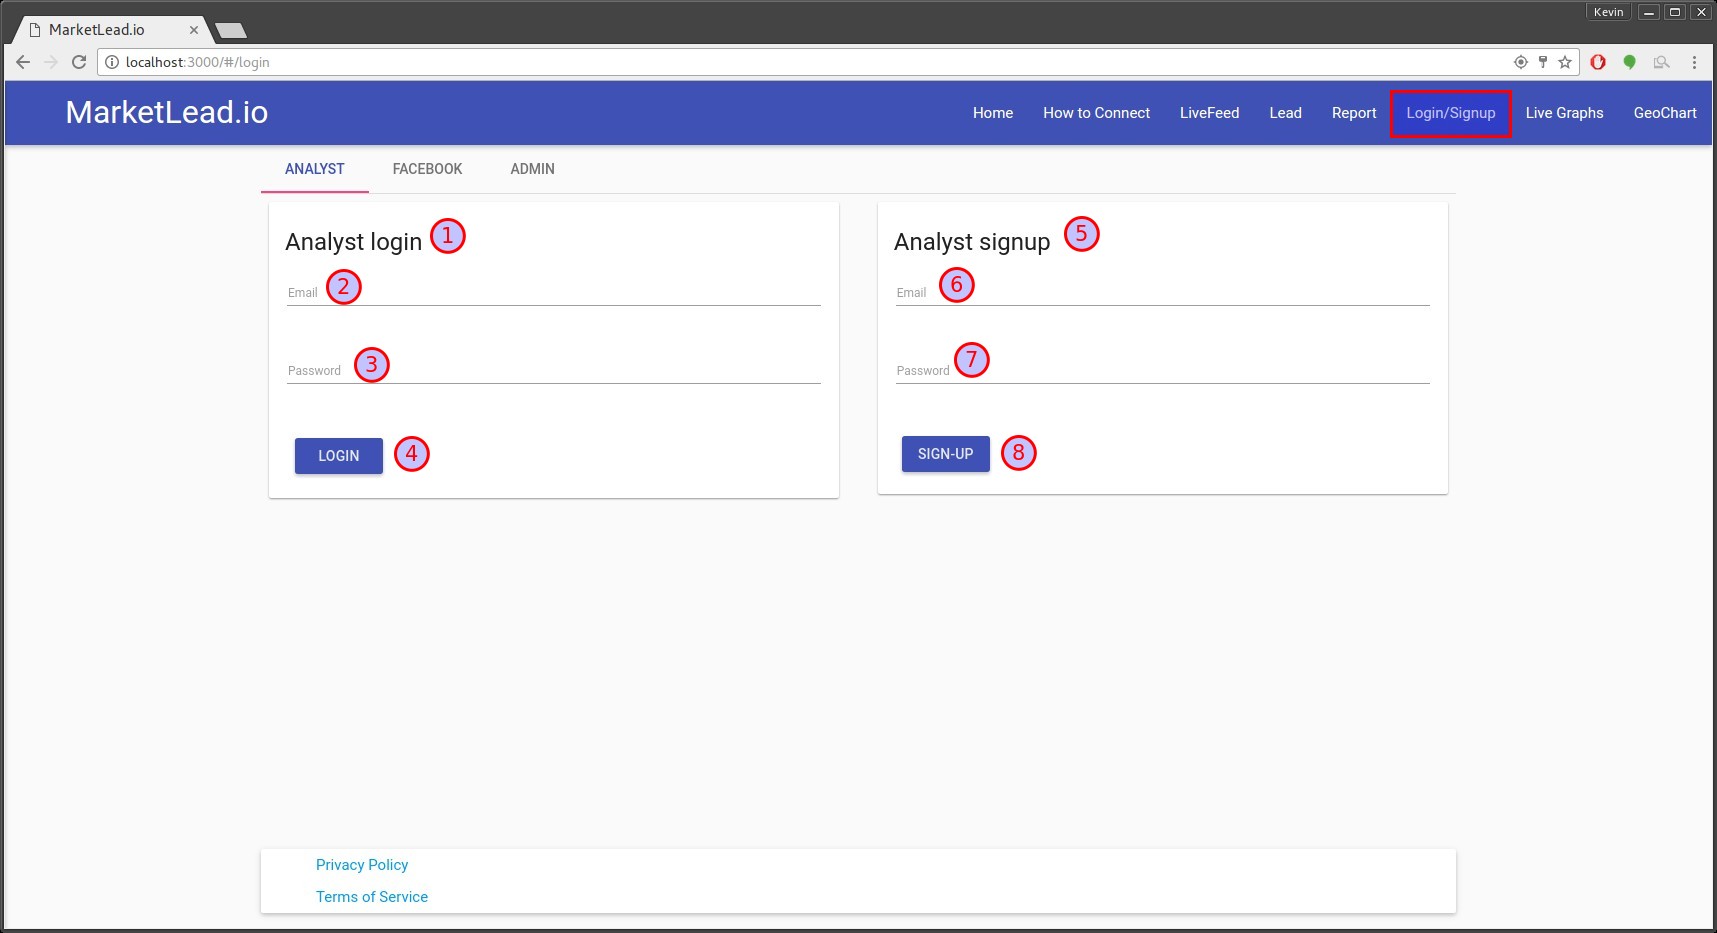 Kevin
MarketLead.io
localhost:3000/#/login
MarketLead.io
Home How to Connect LiveFeed Lead Report Login/Signup Live Graphs GeoChart
ANALYST FACEBOOK ADMIN
Analyst login 1
Email 2
Password 3
LOGIN 4
Analyst signup 5
Email 6
Password 7
SIGN-UP 8
Privacy Policy
Terms of Service